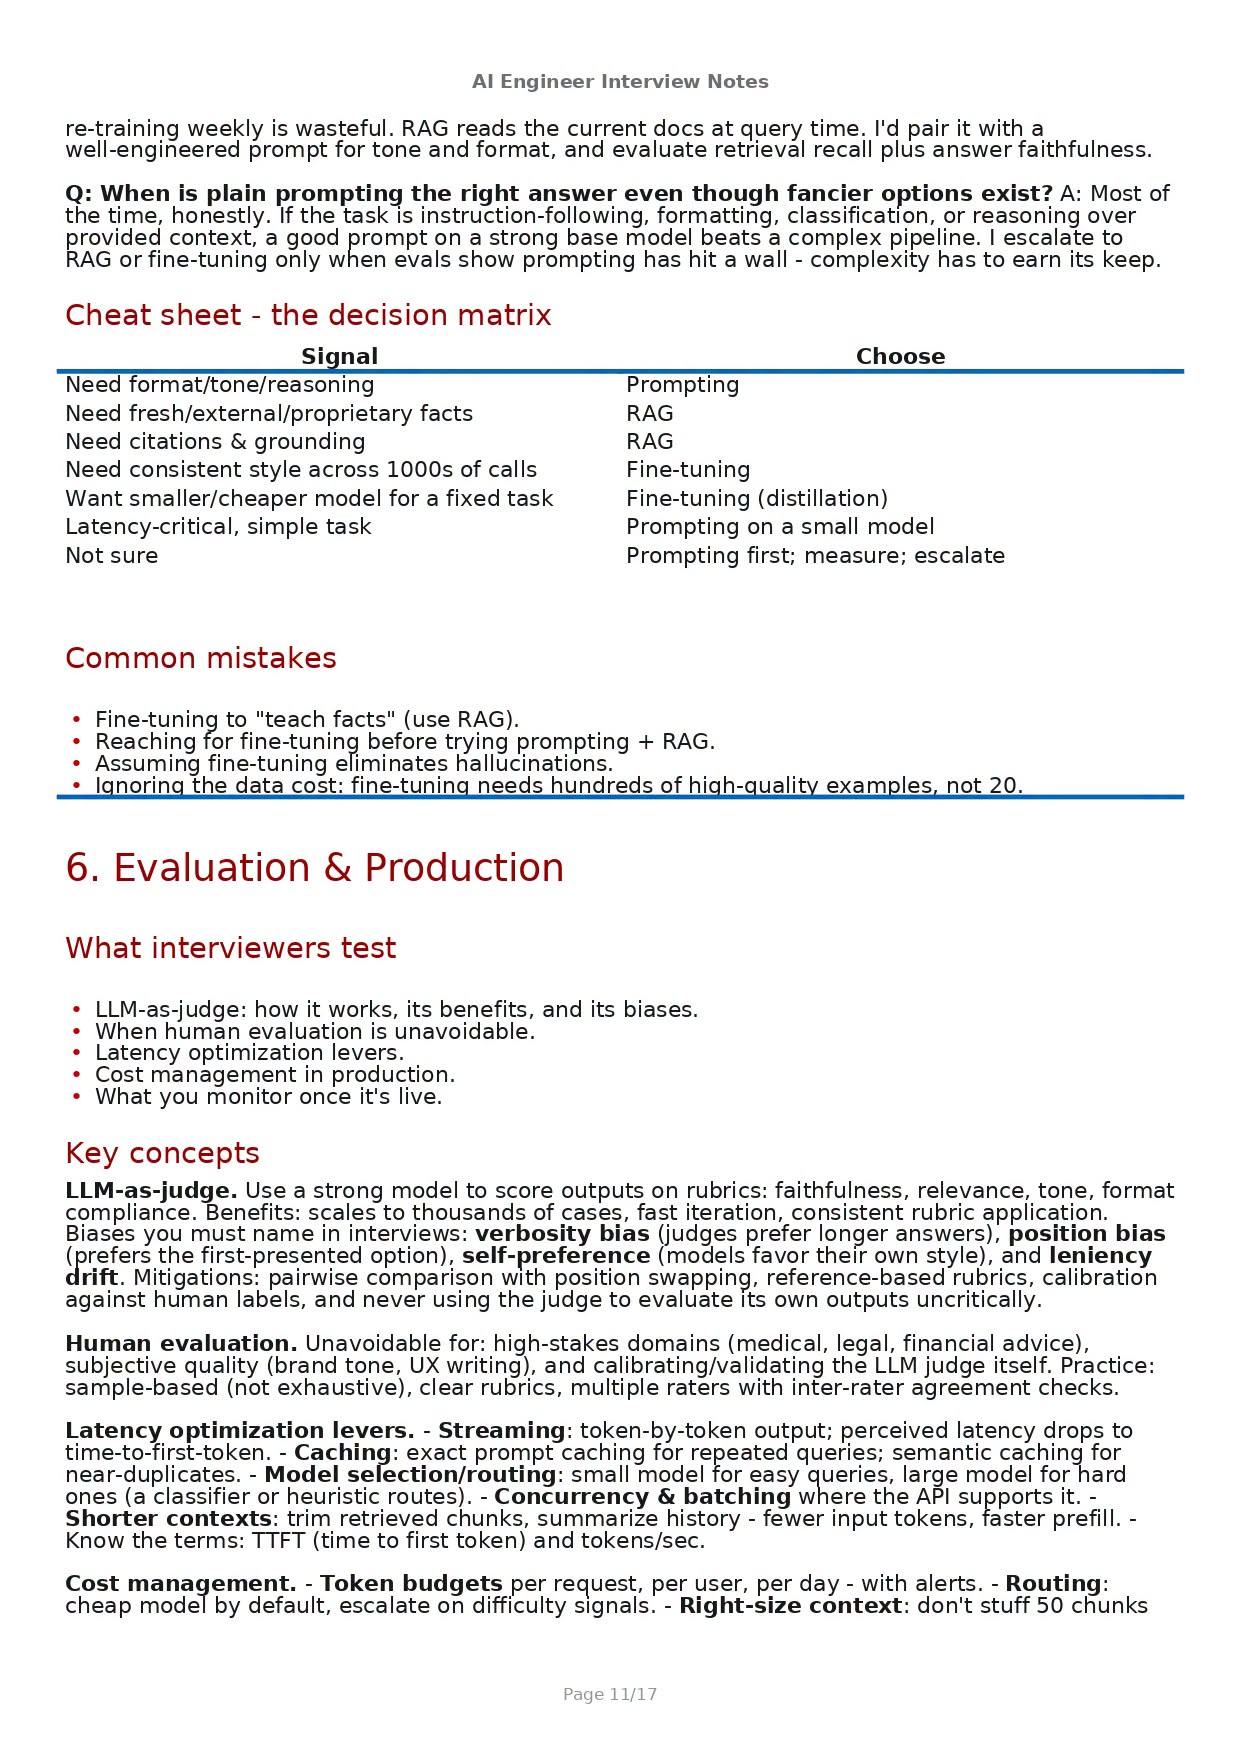 AI Engineer Interview Notes
re-training weekly is wasteful. RAG reads the current docs at query time. I'd pair it with a
well-engineered prompt for tone and format, and evaluate retrieval recall plus answer faithfulness.
Q: When is plain prompting the right answer even though fancier options exist? A: Most of
the time, honestly. If the task is instruction-following, formatting, classification, or reasoning over
provided context, a good prompt on a strong base model beats a complex pipeline. I escalate to
RAG or fine-tuning only when evals show prompting has hit a wall - complexity has to earn its keep.
Cheat sheet - the decision matrix
Signal Choose
Need format/tone/reasoning Prompting
Need fresh/external/proprietary facts RAG
Need citations & grounding RAG
Need consistent style across 1000s of calls Fine-tuning
Want smaller/cheaper model for a fixed task Fine-tuning (distillation)
Latency-critical, simple task Prompting on a small model
Not sure Prompting first; measure; escalate
Common mistakes
• Fine-tuning to "teach facts" (use RAG).
• Reaching for fine-tuning before trying prompting + RAG.
• Assuming fine-tuning eliminates hallucinations.
• Ignoring the data cost: fine-tuning needs hundreds of high-quality examples, not 20.
6. Evaluation & Production
What interviewers test
• LLM-as-judge: how it works, its benefits, and its biases.
• When human evaluation is unavoidable.
• Latency optimization levers.
• Cost management in production.
• What you monitor once it's live.
Key concepts
LLM-as-judge. Use a strong model to score outputs on rubrics: faithfulness, relevance, tone, format
compliance. Benefits: scales to thousands of cases, fast iteration, consistent rubric application.
Biases you must name in interviews: verbosity bias (judges prefer longer answers), position bias
(prefers the first-presented option), self-preference (models favor their own style), and leniency
drift. Mitigations: pairwise comparison with position swapping, reference-based rubrics, calibration
against human labels, and never using the judge to evaluate its own outputs uncritically.
Human evaluation. Unavoidable for: high-stakes domains (medical, legal, financial advice),
subjective quality (brand tone, UX writing), and calibrating/validating the LLM judge itself. Practice:
sample-based (not exhaustive), clear rubrics, multiple raters with inter-rater agreement checks.
Latency optimization levers. - Streaming: token-by-token output; perceived latency drops to
time-to-first-token. - Caching: exact prompt caching for repeated queries; semantic caching for
near-duplicates. - Model selection/routing: small model for easy queries, large model for hard
ones (a classifier or heuristic routes). - Concurrency & batching where the API supports it. -
Shorter contexts: trim retrieved chunks, summarize history - fewer input tokens, faster prefill. -
Know the terms: TTFT (time to first token) and tokens/sec.
Cost management. - Token budgets per request, per user, per day - with alerts. - Routing:
cheap model by default, escalate on difficulty signals. - Right-size context: don't stuff 50 chunks
Page 11/17